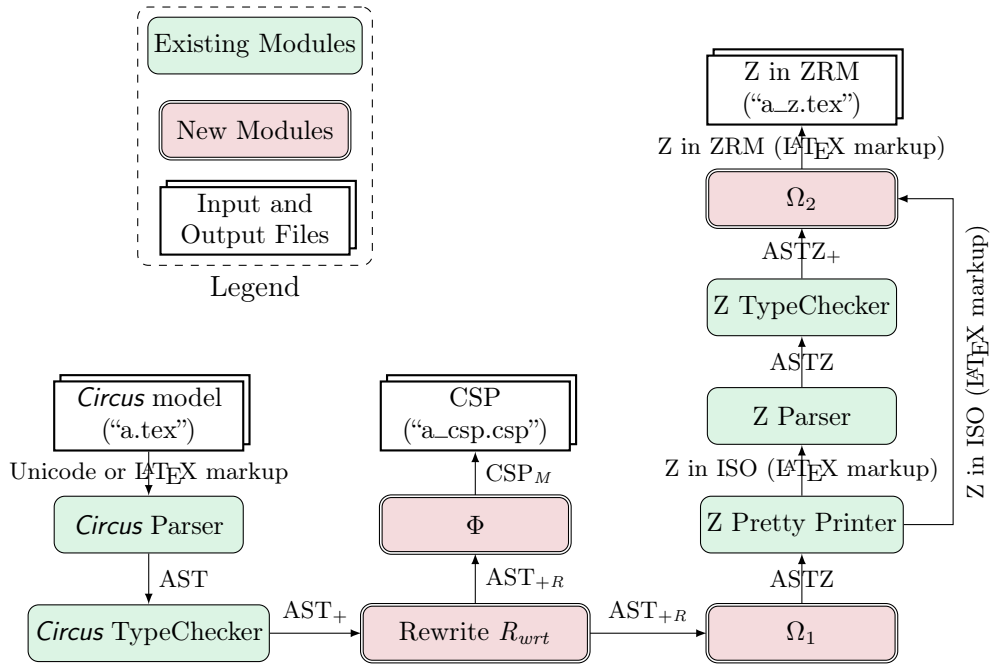 Existing Modules
New Modules
Input and
Output Files
Legend
Circus model
(“a.tex”)
Unicode or LATEX markup
Circus Parser
AST
Circus TypeChecker
AST+
CSP
(“a_csp.csp”)
CSP_M
Φ
AST+R
Rewrite R_wrt
AST+R
Z in ZRM
(“a_z.tex”)
Z in ZRM (LATEX markup)
Ω2
ASTZ+
Z TypeChecker
ASTZ
Z Parser
Z in ISO (LATEX markup)
Z Pretty Printer
ASTZ
Ω1
Z in ISO (LATEX markup)